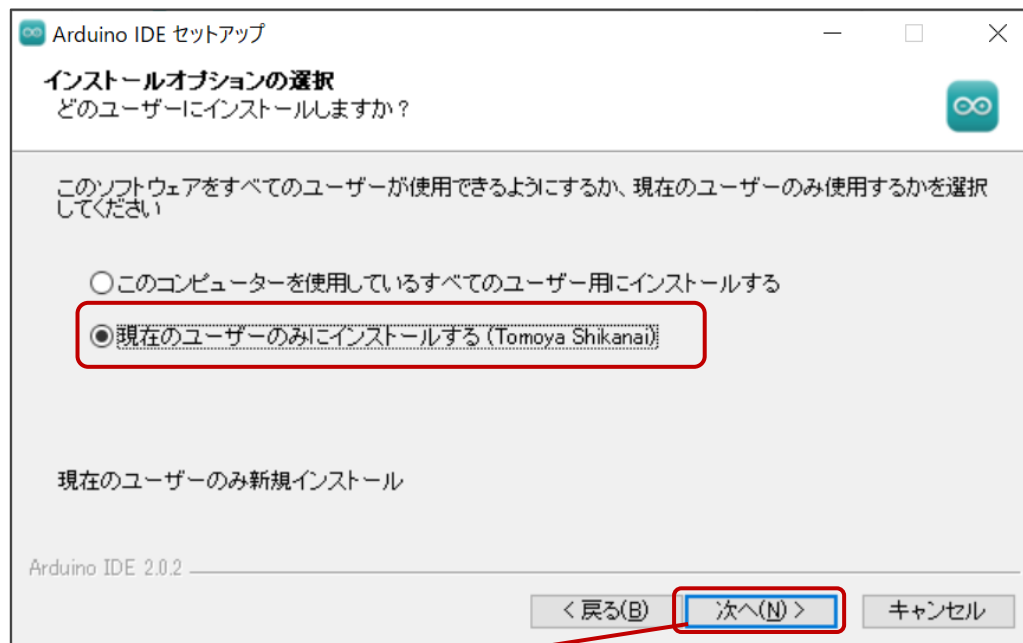 Arduino IDE セットアップ
インストールオプションの選択
どのユーザーにインストールしますか？
このソフトウェアをすべてのユーザーが使用できるようにするか、現在のユーザーのみ使用するかを選択
してください
このコンピューターを使用しているすべてのユーザー用にインストールする
現在のユーザーのみにインストールする (Tomoya Shikanai)
現在のユーザーのみ新規インストール
Arduino IDE 2.0.2
< 戻る(B) 次へ(N) > キャンセル